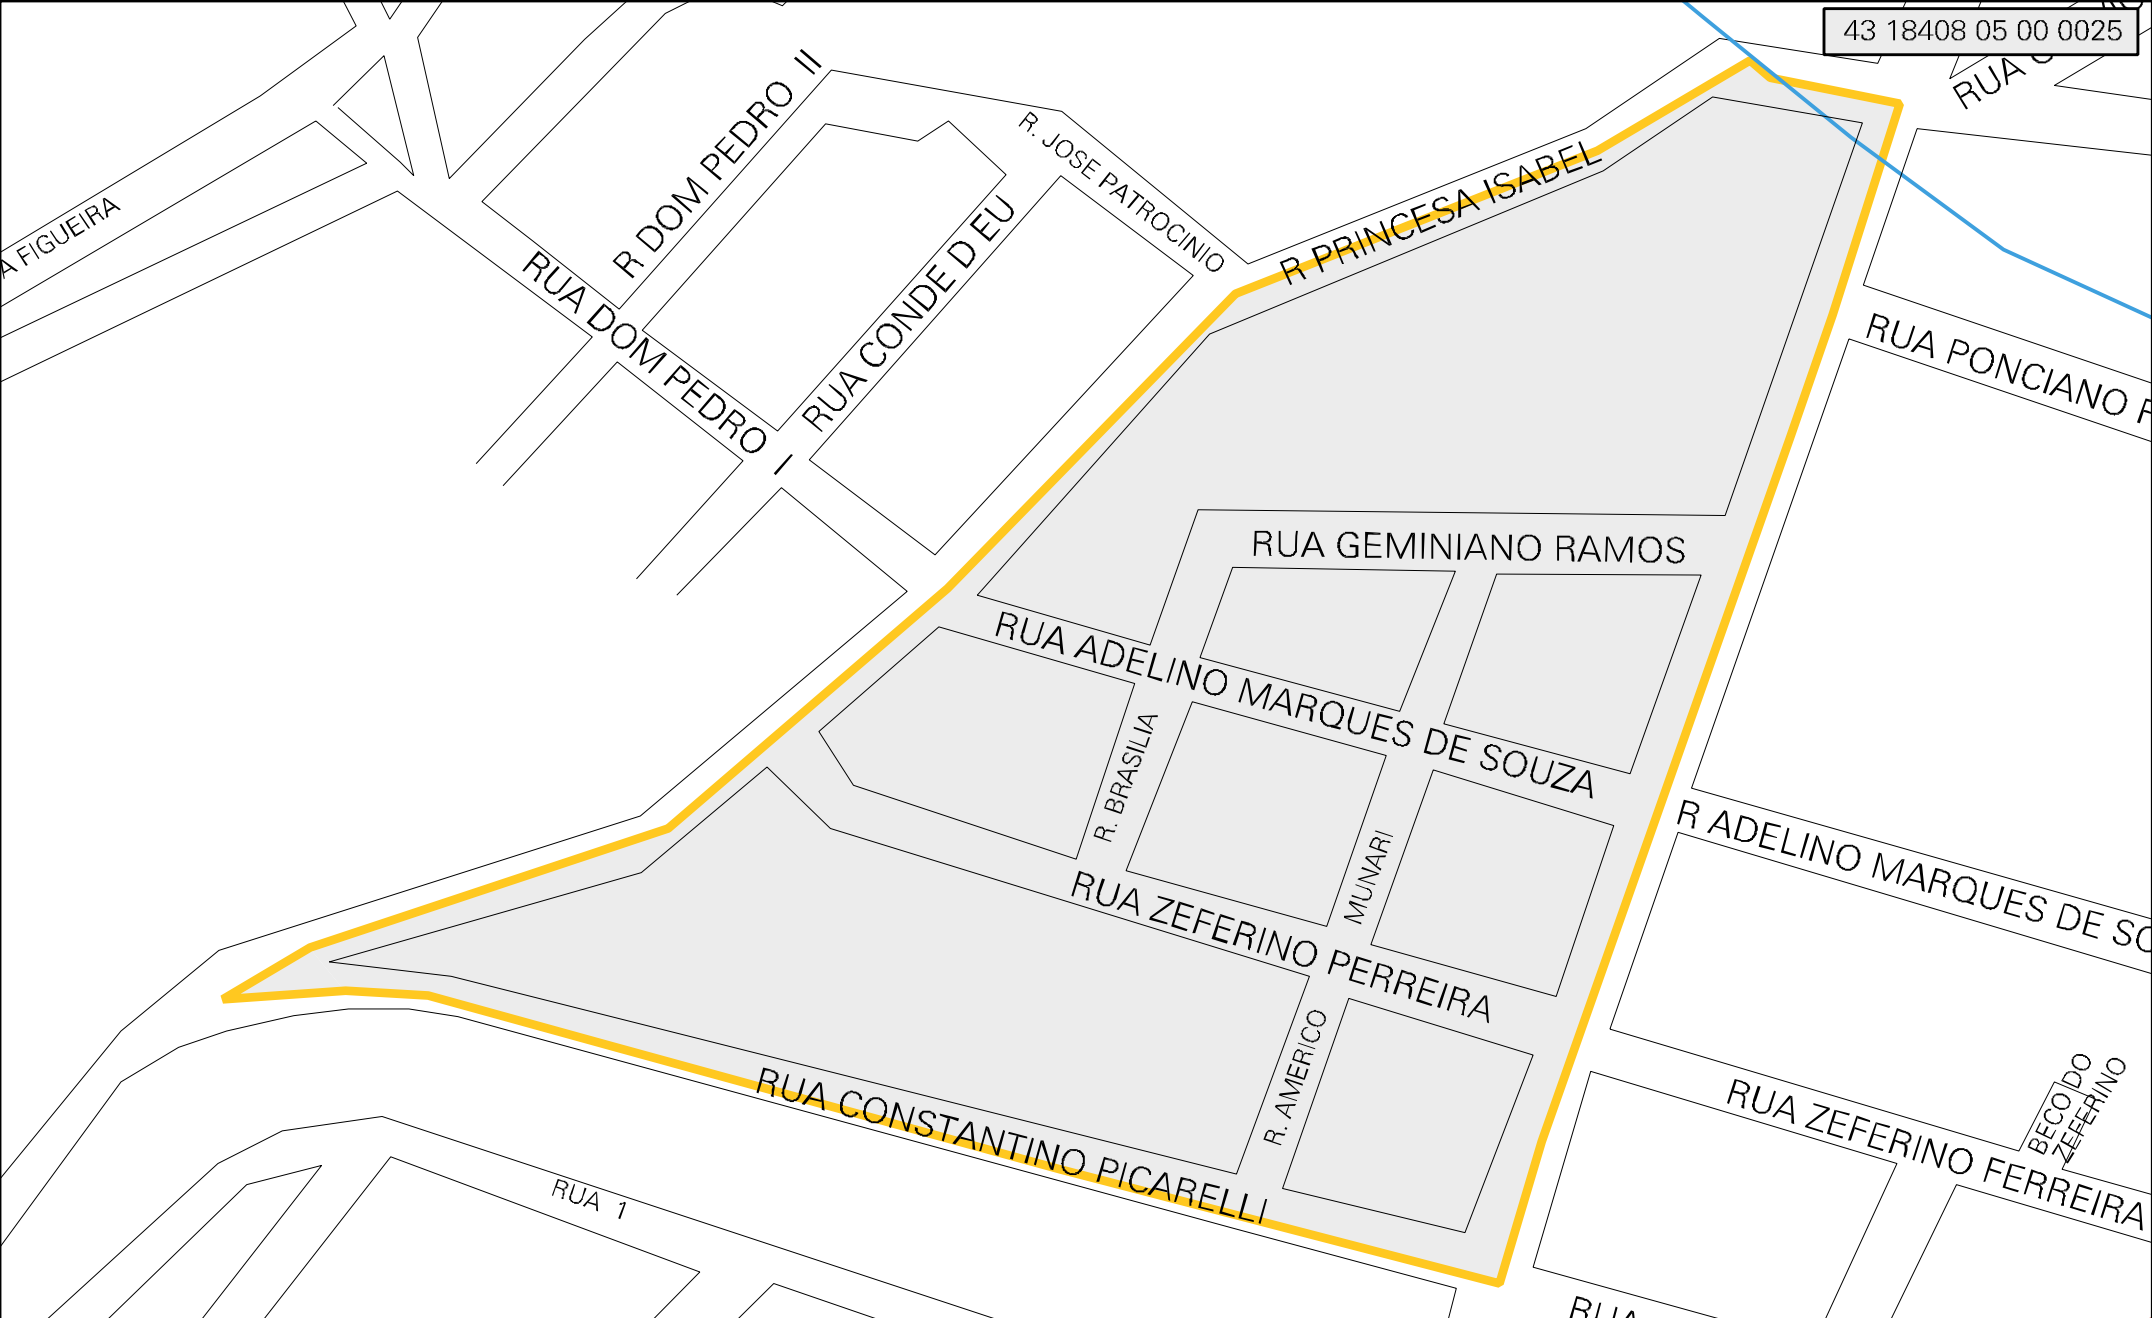 43 18408 05 00 0025
RUA
R DOM PEDRO II
R. JOSE PATROCINIO
R PRINCESA ISABEL
A FIGUEIRA
RUA DOM PEDRO I
RUA CONDE D EU
RUA PONCIANO
RUA GEMINIANO RAMOS
RUA ADELINO MARQUES DE SOUZA
R. BRASILIA
MUNARI
R ADELINO MARQUES DE SO
RUA ZEFERINO PERREIRA
R. AMERICO
RUA CONSTANTINO PICARELLI
BECO DO
ZEFERINO
RUA ZEFERINO FERREIRA
RUA 1
RUA